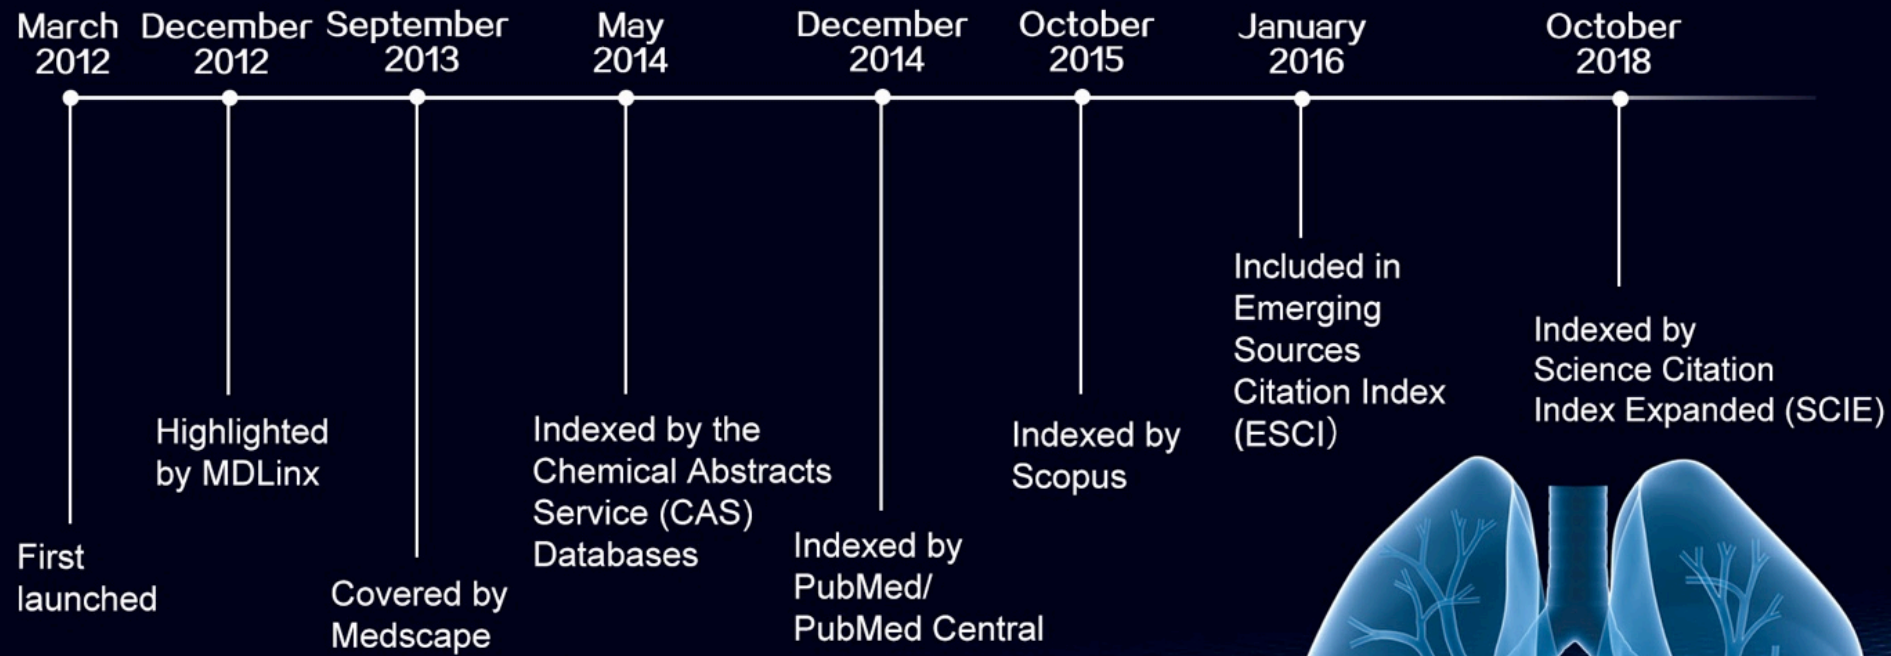 March
2012
December
2012
September
2013
May
2014
December
2014
October
2015
January
2016
October
2018
First
launched
Highlighted
by MDLinx
Covered by
Medscape
Indexed by the
Chemical Abstracts
Service (CAS)
Databases
Indexed by
PubMed/
PubMed Central
Indexed by
Scopus
Included in
Emerging
Sources
Citation Index
(ESCI）
Indexed by
Science Citation
Index Expanded (SCIE)